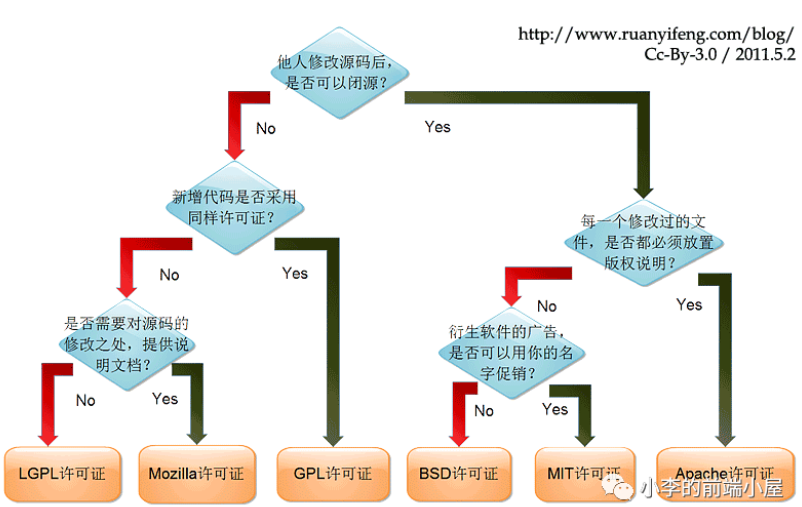 http://www.ruanyifeng.com/blog/
Cc-By-3.0 / 2011.5.2
他人修改源码后，
是否可以闭源？
No
Yes
新增代码是否采用
同样许可证？
每一个修改过的文
件，是否都必须放置
版权说明？
No
Yes
No
Yes
是否需要对源码的
修改之处，提供说
明文档？
衍生软件的广告，
是否可以用你的名
字促销？
No
Yes
No
Yes
LGPL许可证
Mozilla许可证
GPL许可证
BSD许可证
MIT许可证
Apache许可证
小李的前端小屋